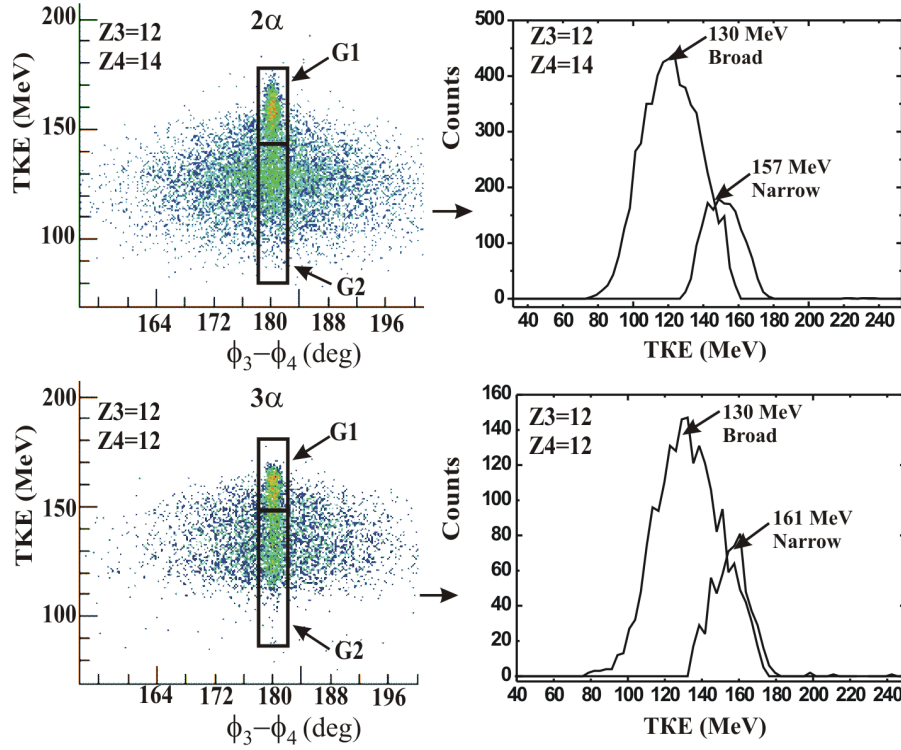 2α
Z3=12
Z4=14
G1
200
150
100
TKE (MeV)
G2
164 172 180 188 196
ϕ3−ϕ4 (deg)
500
400
300
200
100
0
Counts
Z3=12
Z4=14
130 MeV
Broad
157 MeV
Narrow
40 60 80 100 120 140 160 180 200 240
TKE (MeV)
3α
Z3=12
Z4=12
G1
200
150
100
TKE (MeV)
G2
164 172 180 188 196
ϕ3−ϕ4 (deg)
160
140
120
100
80
60
40
20
0
Counts
Z3=12
Z4=12
130 MeV
Broad
161 MeV
Narrow
40 60 80 100 120 140 160 180 200 240
TKE (MeV)